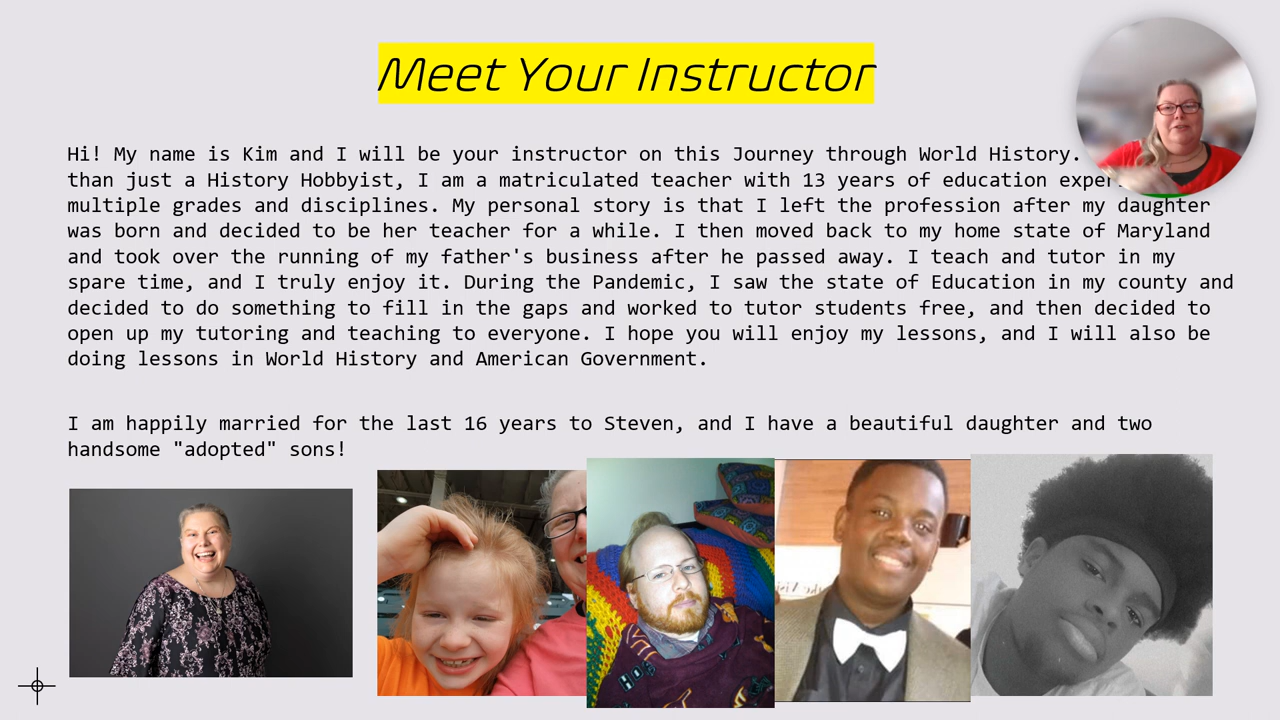 Meet Your Instructor
Hi! My name is Kim and I will be your instructor on this Journey through World History.
than just a History Hobbyist, I am a matriculated teacher with 13 years of education exper
multiple grades and disciplines. My personal story is that I left the profession after my daughter
was born and decided to be her teacher for a while. I then moved back to my home state of Maryland
and took over the running of my father's business after he passed away. I teach and tutor in my
spare time, and I truly enjoy it. During the Pandemic, I saw the state of Education in my county and
decided to do something to fill in the gaps and worked to tutor students free, and then decided to
open up my tutoring and teaching to everyone. I hope you will enjoy my lessons, and I will also be
doing lessons in World History and American Government.
I am happily married for the last 16 years to Steven, and I have a beautiful daughter and two
handsome "adopted" sons!